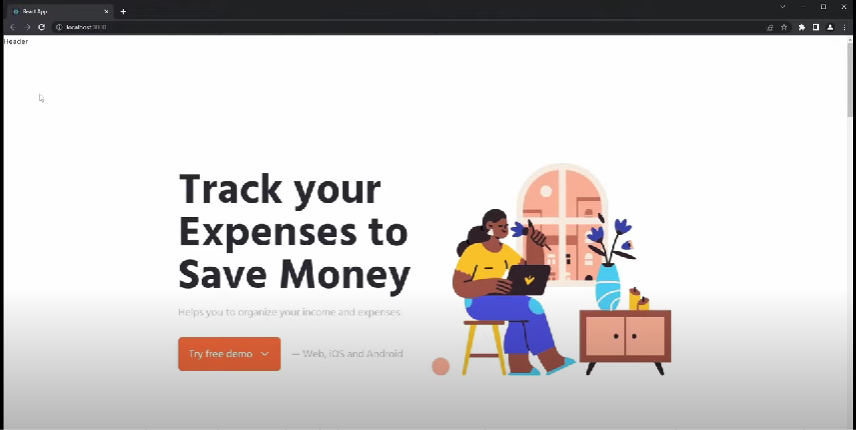 React App
localhost:3000
Header
Track your
Expenses to
Save Money
Helps you to organize your income and expenses
Try free demo
— Web, iOS and Android